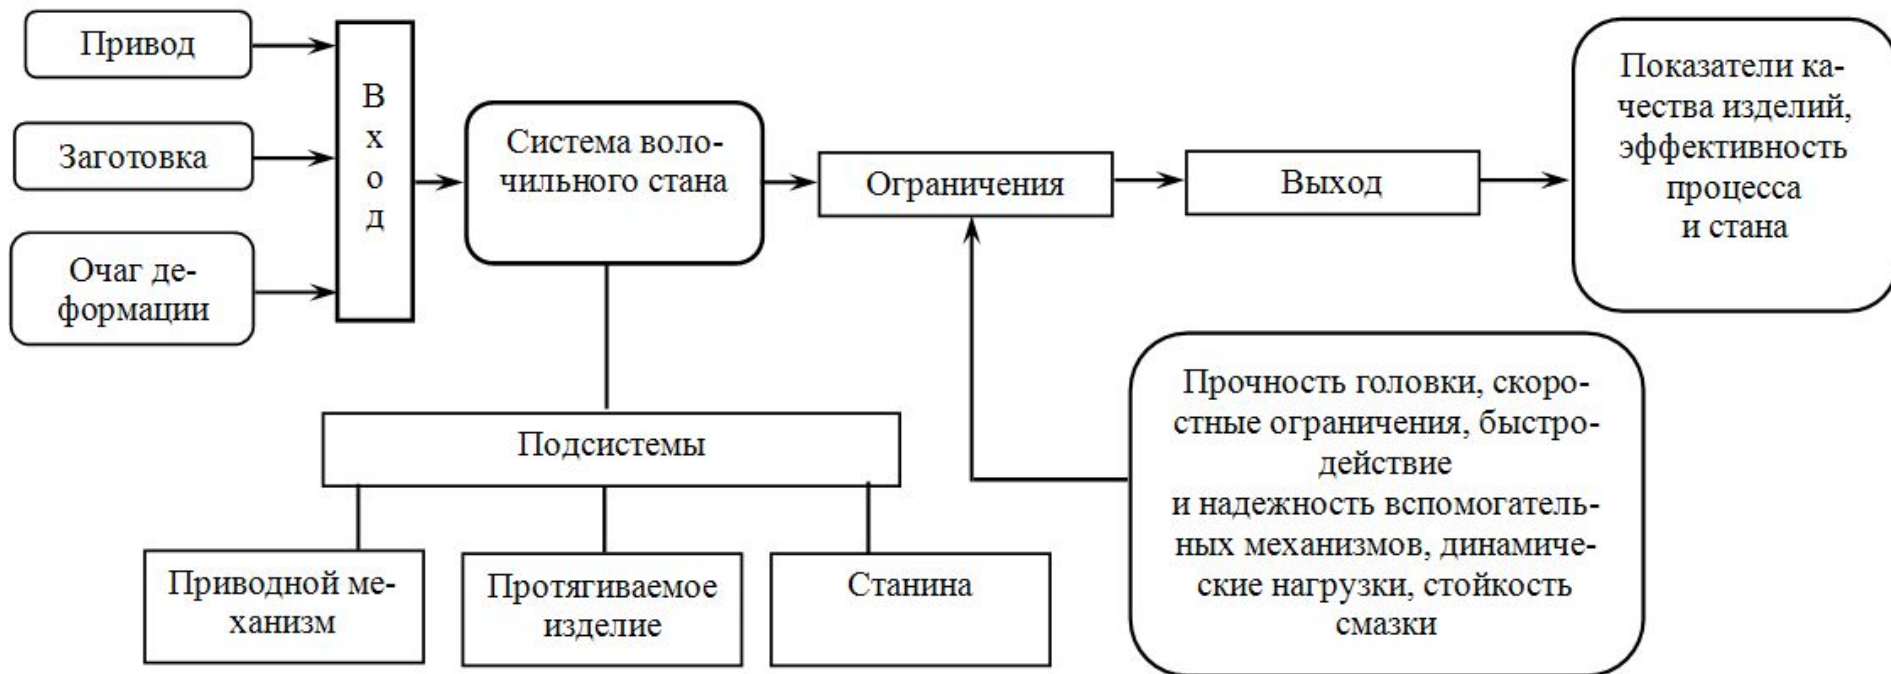 Привод
Заготовка
Очаг де-
формации
Вход
Система воло-
чильного стана
Ограничения
Выход
Показатели ка-
чества изделий,
эффективность
процесса
и стана
Подсистемы
Приводной ме-
ханизм
Протягиваемое
изделие
Станина
Прочность головки, скоро-
стные ограничения, быстро-
действие
и надежность вспомогатель-
ных механизмов, динамиче-
ские нагрузки, стойкость
смазки